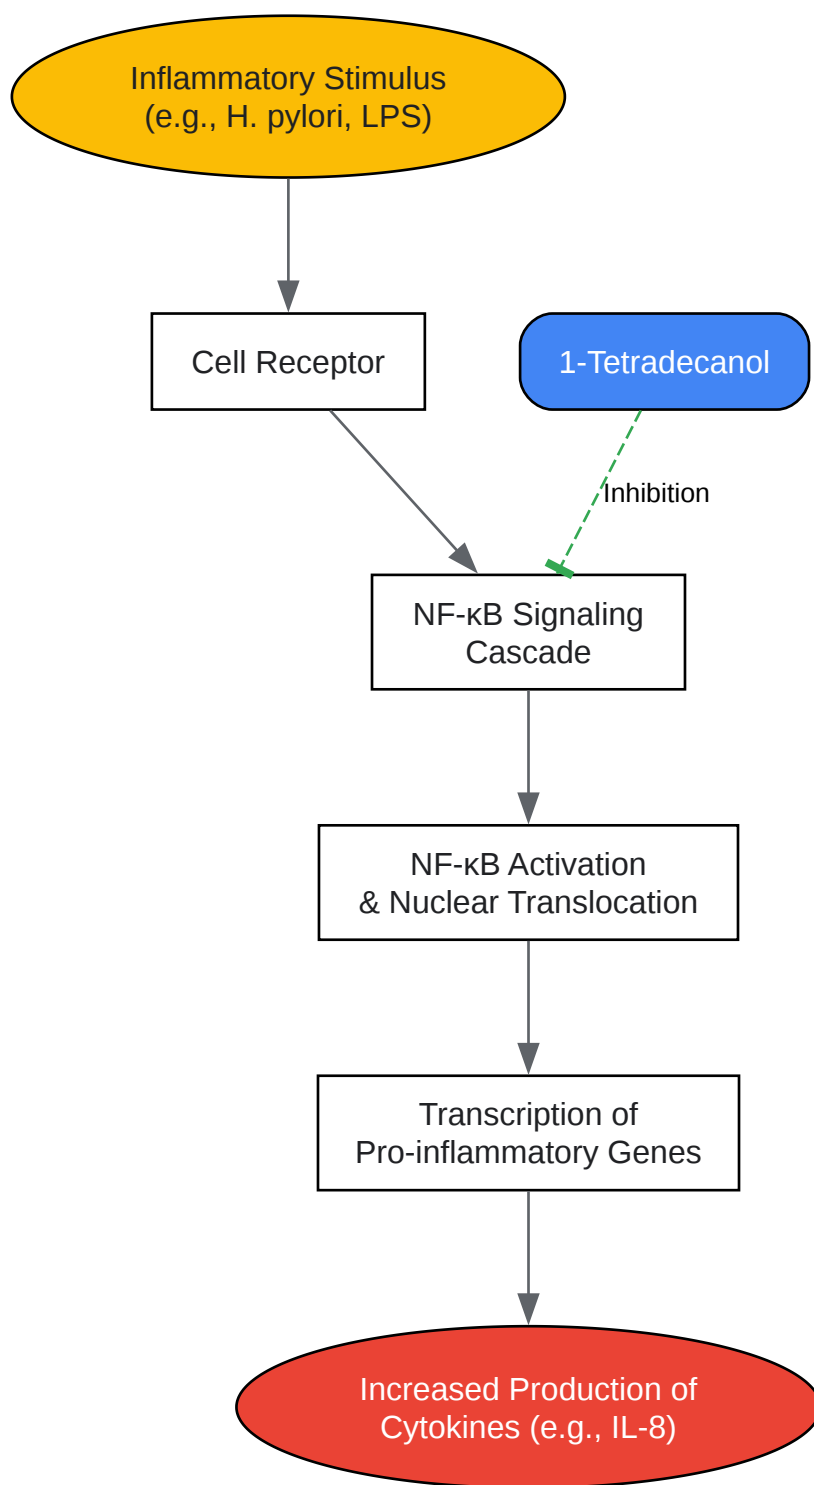 Inflammatory Stimulus
(e.g., H. pylori, LPS)
Cell Receptor
1-Tetradecanol
Inhibition
NF-κB Signaling
Cascade
NF-κB Activation
& Nuclear Translocation
Transcription of
Pro-inflammatory Genes
Increased Production of
Cytokines (e.g., IL-8)